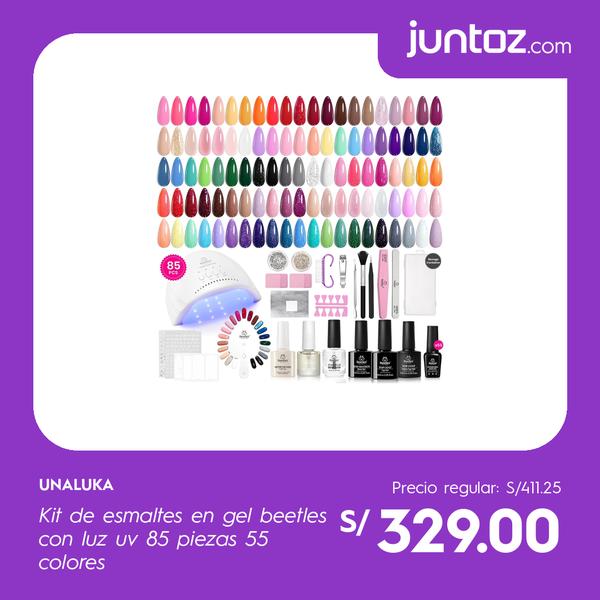 juntoz.com
85
PCS
x55
UNALUKA
Precio regular: S/411.25
Kit de esmaltes en gel beetles
con luz uv 85 piezas 55
colores
S/ 329.00